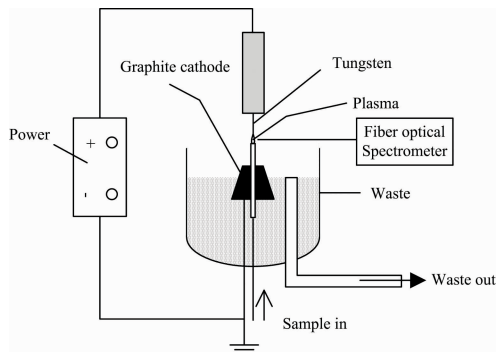 Graphite cathode
Tungsten
Plasma
Power
+
-
Fiber optical
Spectrometer
Waste
Waste out
Sample in